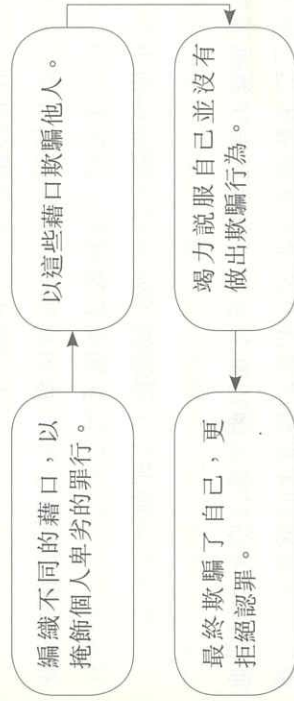 編織不同的藉口，以
掩飾個人卑劣的罪行。
以這些藉口欺騙他人。
竭力説服自己並沒有
做出欺騙行為。
最終欺騙了自己，更
拒絕認罪。